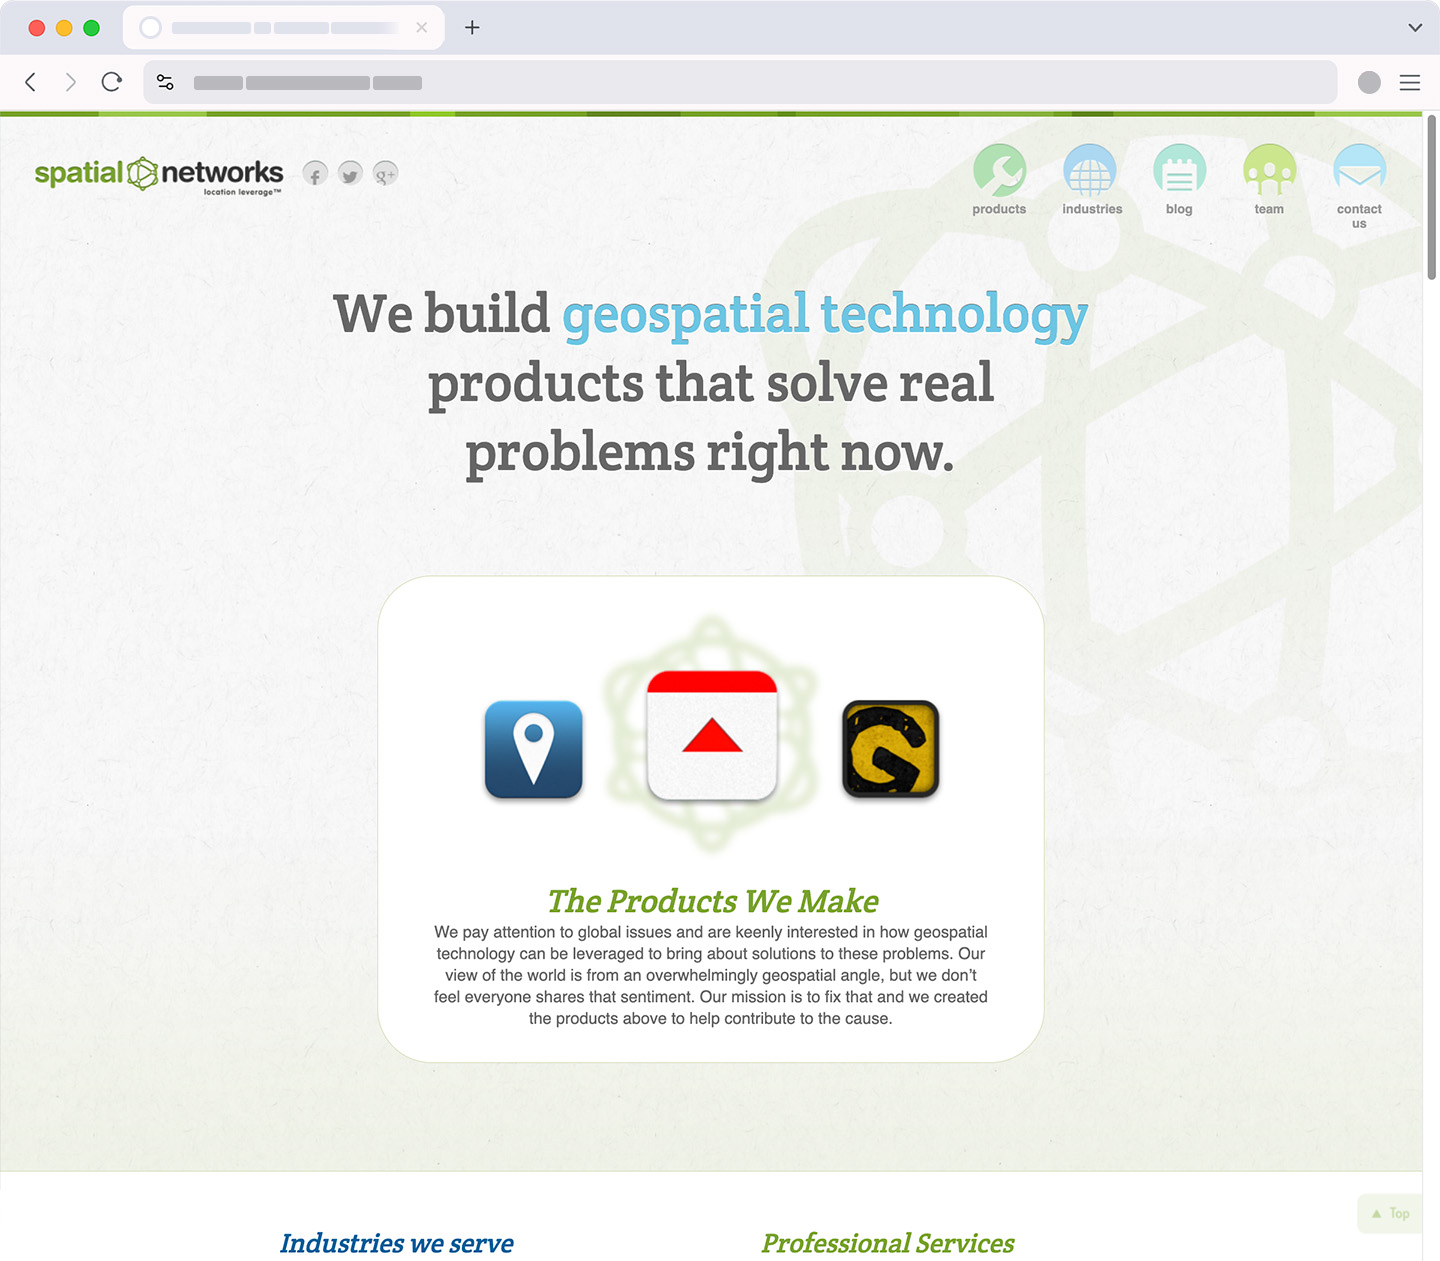 spatial networks
location leverage™
f
g+
products
industries
blog
team
contact
us
We build geospatial technology
products that solve real
problems right now.
G
The Products We Make
We pay attention to global issues and are keenly interested in how geospatial
technology can be leveraged to bring about solutions to these problems. Our
view of the world is from an overwhelmingly geospatial angle, but we don’t
feel everyone shares that sentiment. Our mission is to fix that and we created
the products above to help contribute to the cause.
▲ Top
Industries we serve
Professional Services